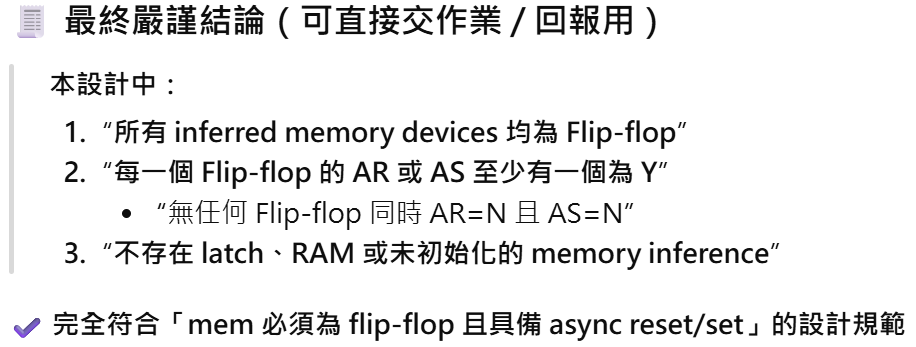 最終嚴謹結論（可直接交作業 / 回報用）
本設計中：
1. “所有 inferred memory devices 均為 Flip-flop”
2. “每一個 Flip-flop 的 AR 或 AS 至少有一個為 Y”
• “無任何 Flip-flop 同時 AR=N 且 AS=N”
3. “不存在 latch、RAM 或未初始化的 memory inference”
✔ 完全符合「mem 必須為 flip-flop 且具備 async reset/set」的設計規範